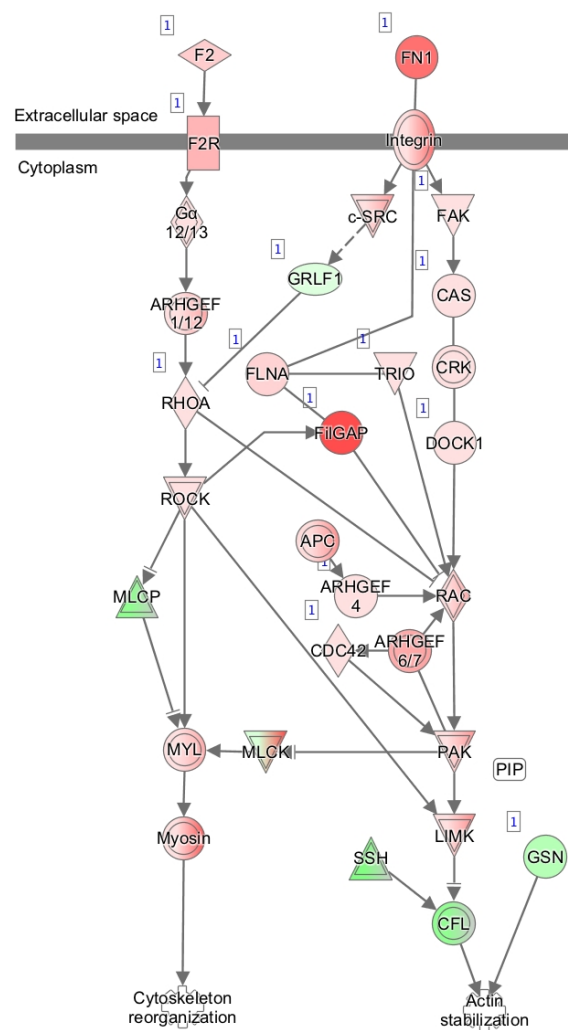 1
1
F2
FN1
1
Extracellular space
F2R
Integrin
Cytoplasm
1
c-SRC
FAK
Gα
12/13
1
1
GRLF1
CAS
ARHGEF
1/12
1
1
1
FLNA
TRIO
CRK
RHOA
1
1
FilGAP
DOCK1
ROCK
APC
1
MLCP
ARHGEF
4
RAC
1
CDC42
ARHGEF
6/7
MYL
MLCK
PAK
PIP
Myosin
LIMK
1
SSH
GSN
CFL
Cytoskeleton
reorganization
Actin
stabilization